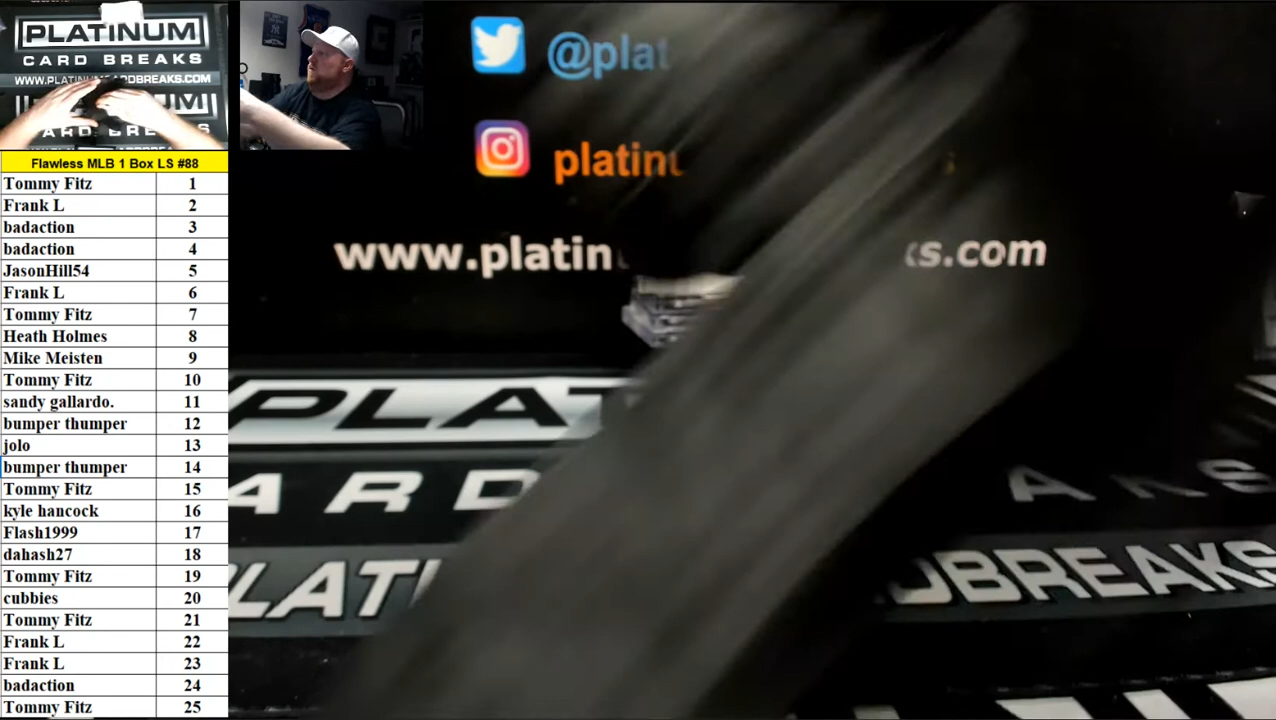 PLATINUM
CARD BREAKS
WWW.PLATINUMCARDBREAKS.COM
Flawless MLB 1 Box LS #88
Tommy Fitz 1
Frank L 2
badaction 3
badaction 4
JasonHill54 5
Frank L 6
Tommy Fitz 7
Heath Holmes 8
Mike Meisten 9
Tommy Fitz 10
sandy gallardo. 11
bumper thumper 12
jolo 13
bumper thumper 14
Tommy Fitz 15
kyle hancock 16
Flash1999 17
dahash27 18
Tommy Fitz 19
cubbies 20
Tommy Fitz 21
Frank L 22
Frank L 23
badaction 24
Tommy Fitz 25
@plat
platinu
www.platin ks.com
PLAT
ARD AKS
PLATI DBREAKS